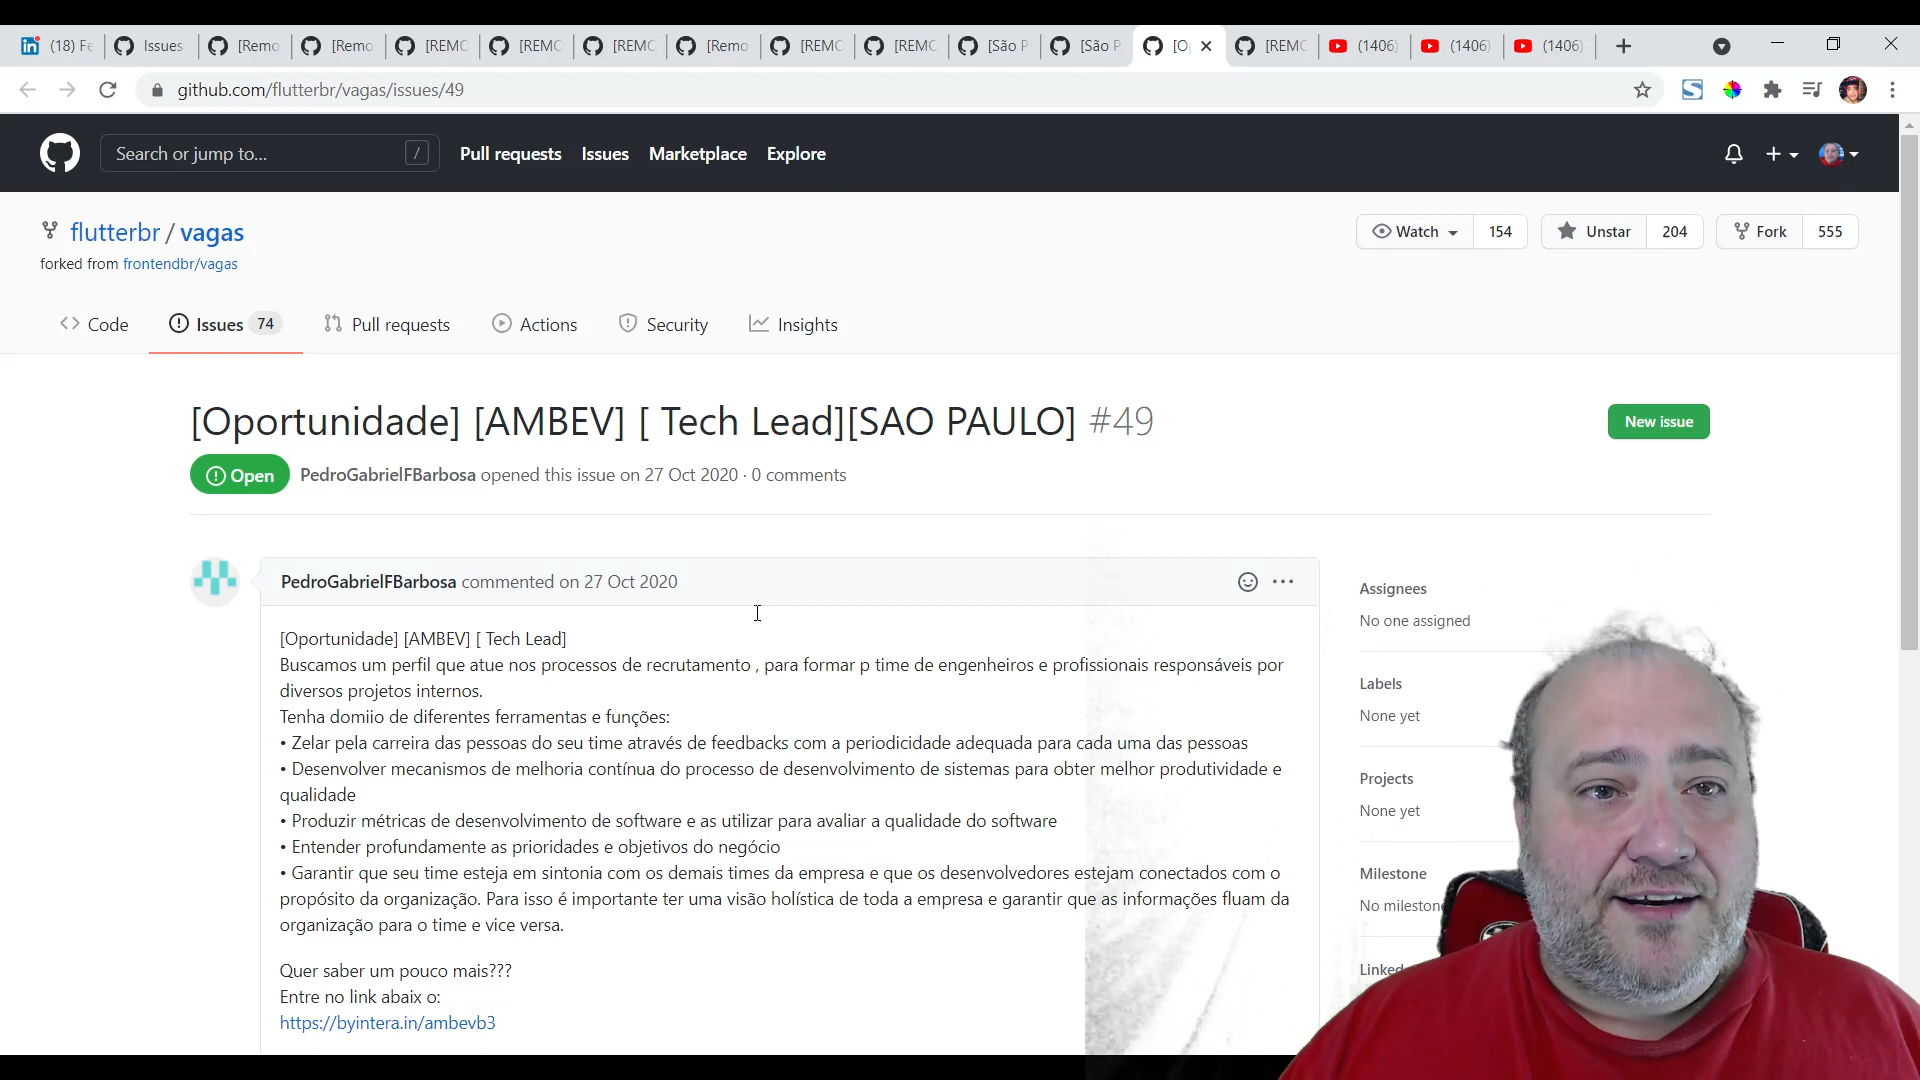 (18) Fe
Issues
[Remo
[Remo
[REMO
[REMO
[REMO
[Remo
[REMO
[REMO
[São P
[São P
[O
[REMO
(1406)
(1406)
(1406)
github.com/flutterbr/vagas/issues/49
Search or jump to...
/
Pull requests Issues Marketplace Explore
flutterbr / vagas
forked from frontendbr/vagas
Watch 154
Unstar 204
Fork 555
Code
Issues 74
Pull requests
Actions
Security
Insights
[Oportunidade] [AMBEV] [ Tech Lead][SAO PAULO] #49
New issue
Open
PedroGabrielFBarbosa opened this issue on 27 Oct 2020 · 0 comments
PedroGabrielFBarbosa commented on 27 Oct 2020
[Oportunidade] [AMBEV] [ Tech Lead]
Buscamos um perfil que atue nos processos de recrutamento , para formar p time de engenheiros e profissionais responsáveis por
diversos projetos internos.
Tenha domiio de diferentes ferramentas e funções:
• Zelar pela carreira das pessoas do seu time através de feedbacks com a periodicidade adequada para cada uma das pessoas
• Desenvolver mecanismos de melhoria contínua do processo de desenvolvimento de sistemas para obter melhor produtividade e
qualidade
• Produzir métricas de desenvolvimento de software e as utilizar para avaliar a qualidade do software
• Entender profundamente as prioridades e objetivos do negócio
• Garantir que seu time esteja em sintonia com os demais times da empresa e que os desenvolvedores estejam conectados com o
propósito da organização. Para isso é importante ter uma visão holística de toda a empresa e garantir que as informações fluam da
organização para o time e vice versa.
Quer saber um pouco mais???
Entre no link abaix o:
https://byintera.in/ambevb3
Assignees
No one assigned
Labels
None yet
Projects
None yet
Milestone
No milestone
Linked